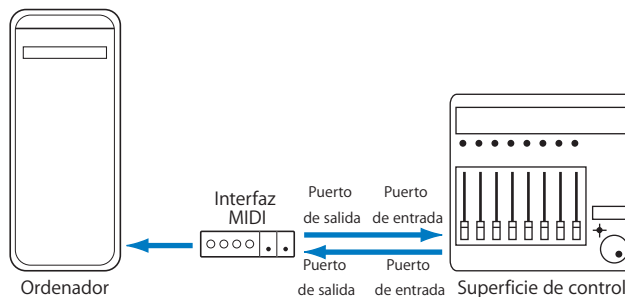 Interfaz
MIDI
Puerto
de salida
Puerto
de entrada
Puerto
de salida
Puerto
de entrada
Ordenador
Superficie de control